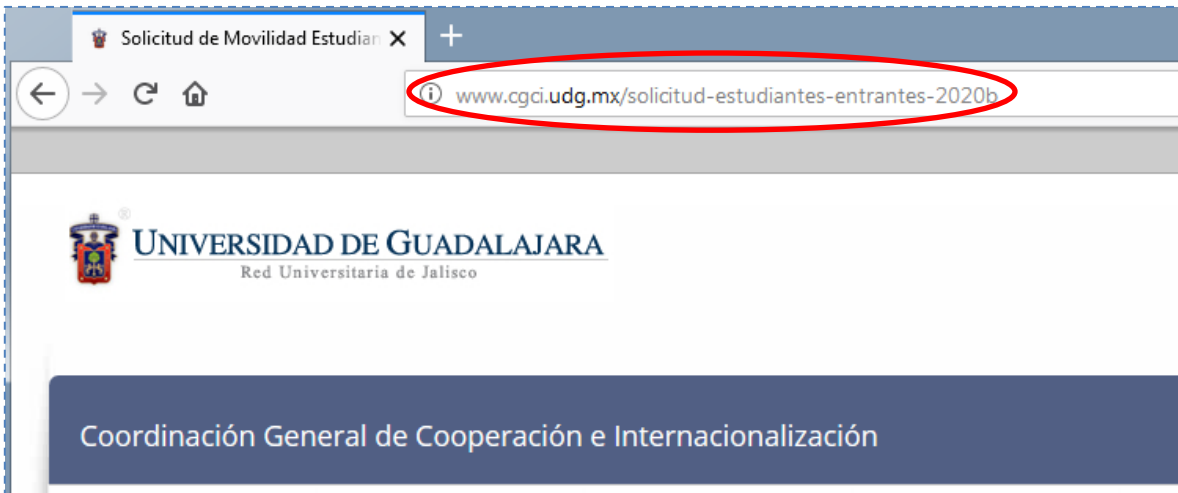 Solicitud de Movilidad Estudian
www.cgci.udg.mx/solicitud-estudiantes-entrantes-2020b
UNIVERSIDAD DE GUADALAJARA
Red Universitaria de Jalisco
Coordinación General de Cooperación e Internacionalización